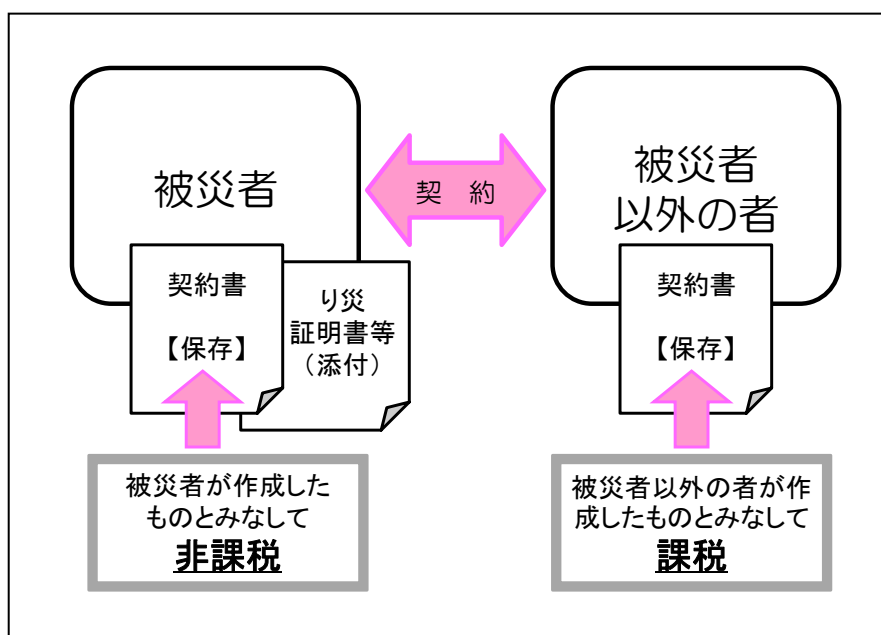 被災者
契 約
被災者
以外の者
契約書
【保存】
り災
証明書等
（添付）
契約書
【保存】
被災者が作成した
ものとみなして
非課税
被災者以外の者が作
成したものとみなして
課税